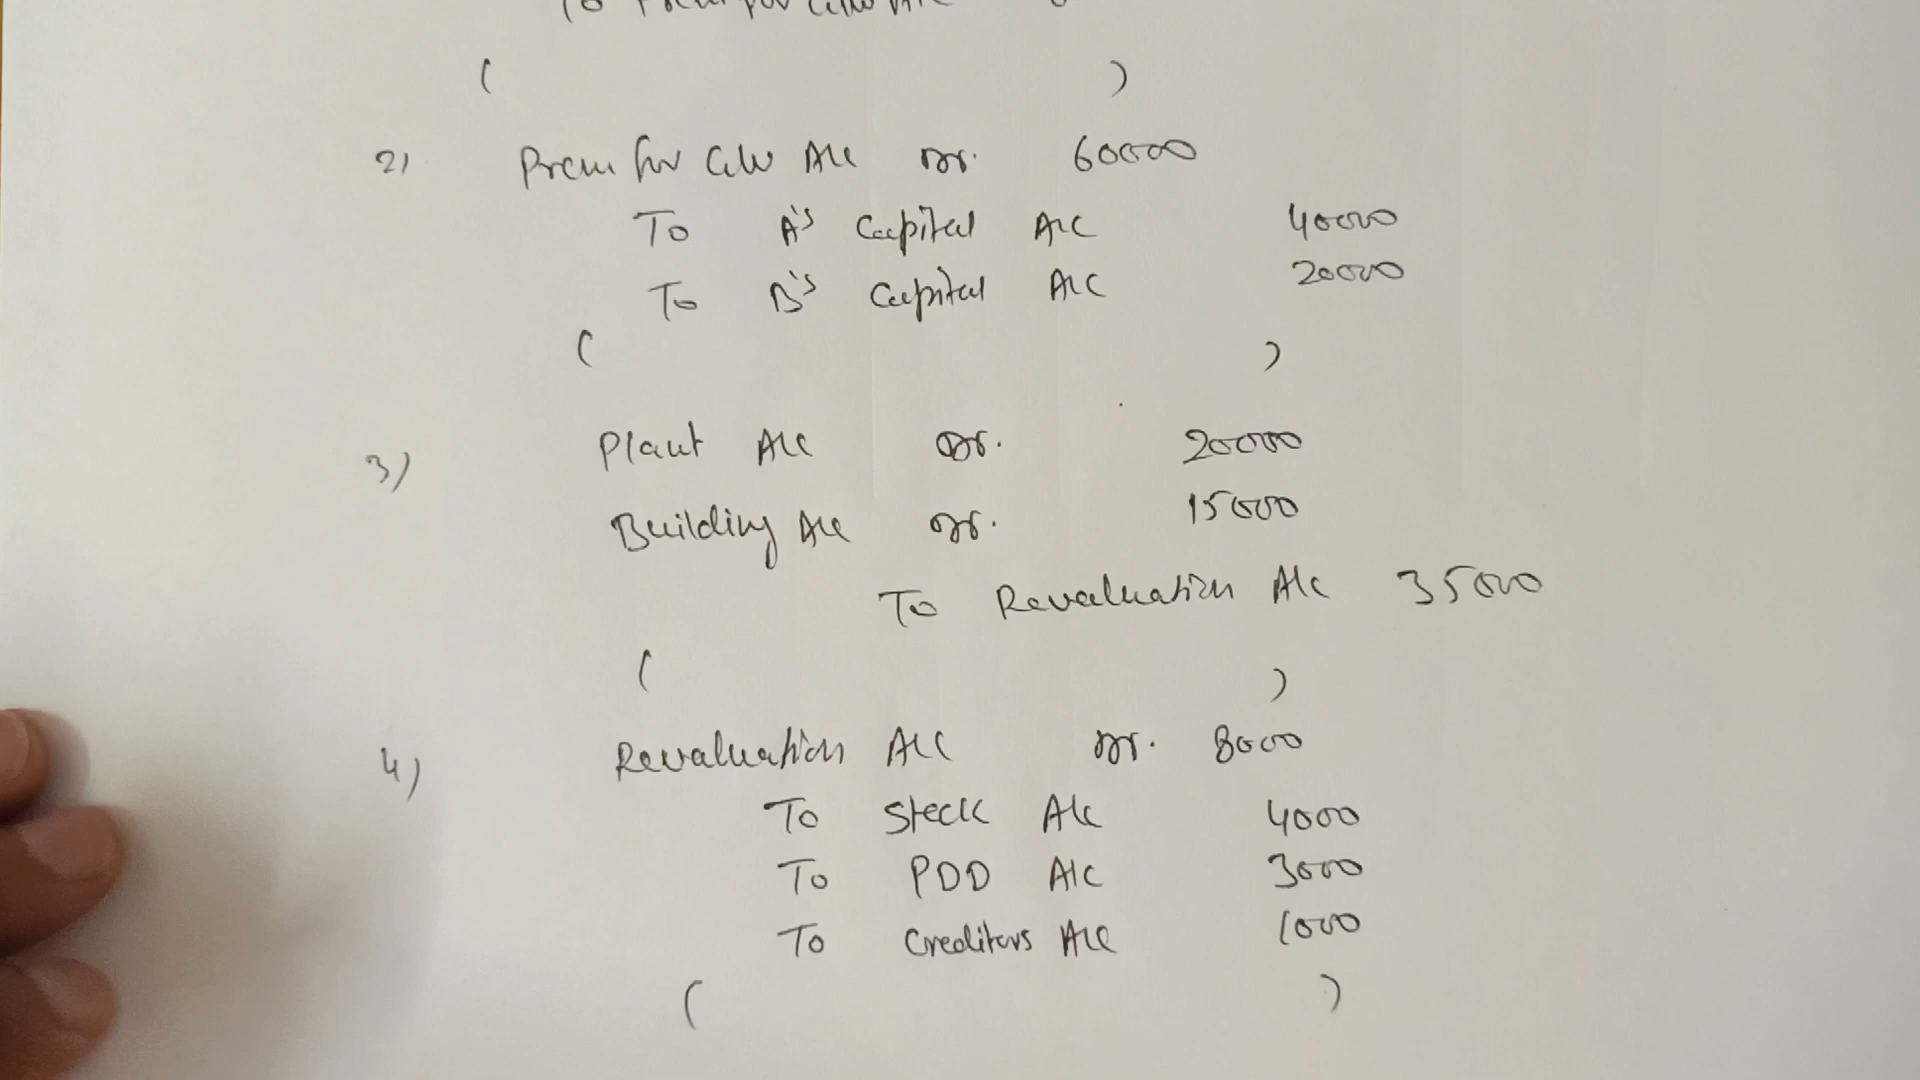 To
(                    )
2) Prem for G/W A/c Dr. 60000
To A's Capital A/c 40000
To B's Capital A/c 20000
(                    )
3) Plant A/c Dr. 20000
Building A/c Dr. 15000
To Revaluation A/c 35000
(                    )
4) Revaluation A/c Dr. 8000
To Stock A/c 4000
To PDD A/c 3000
To Creditors A/c 1000
(                    )